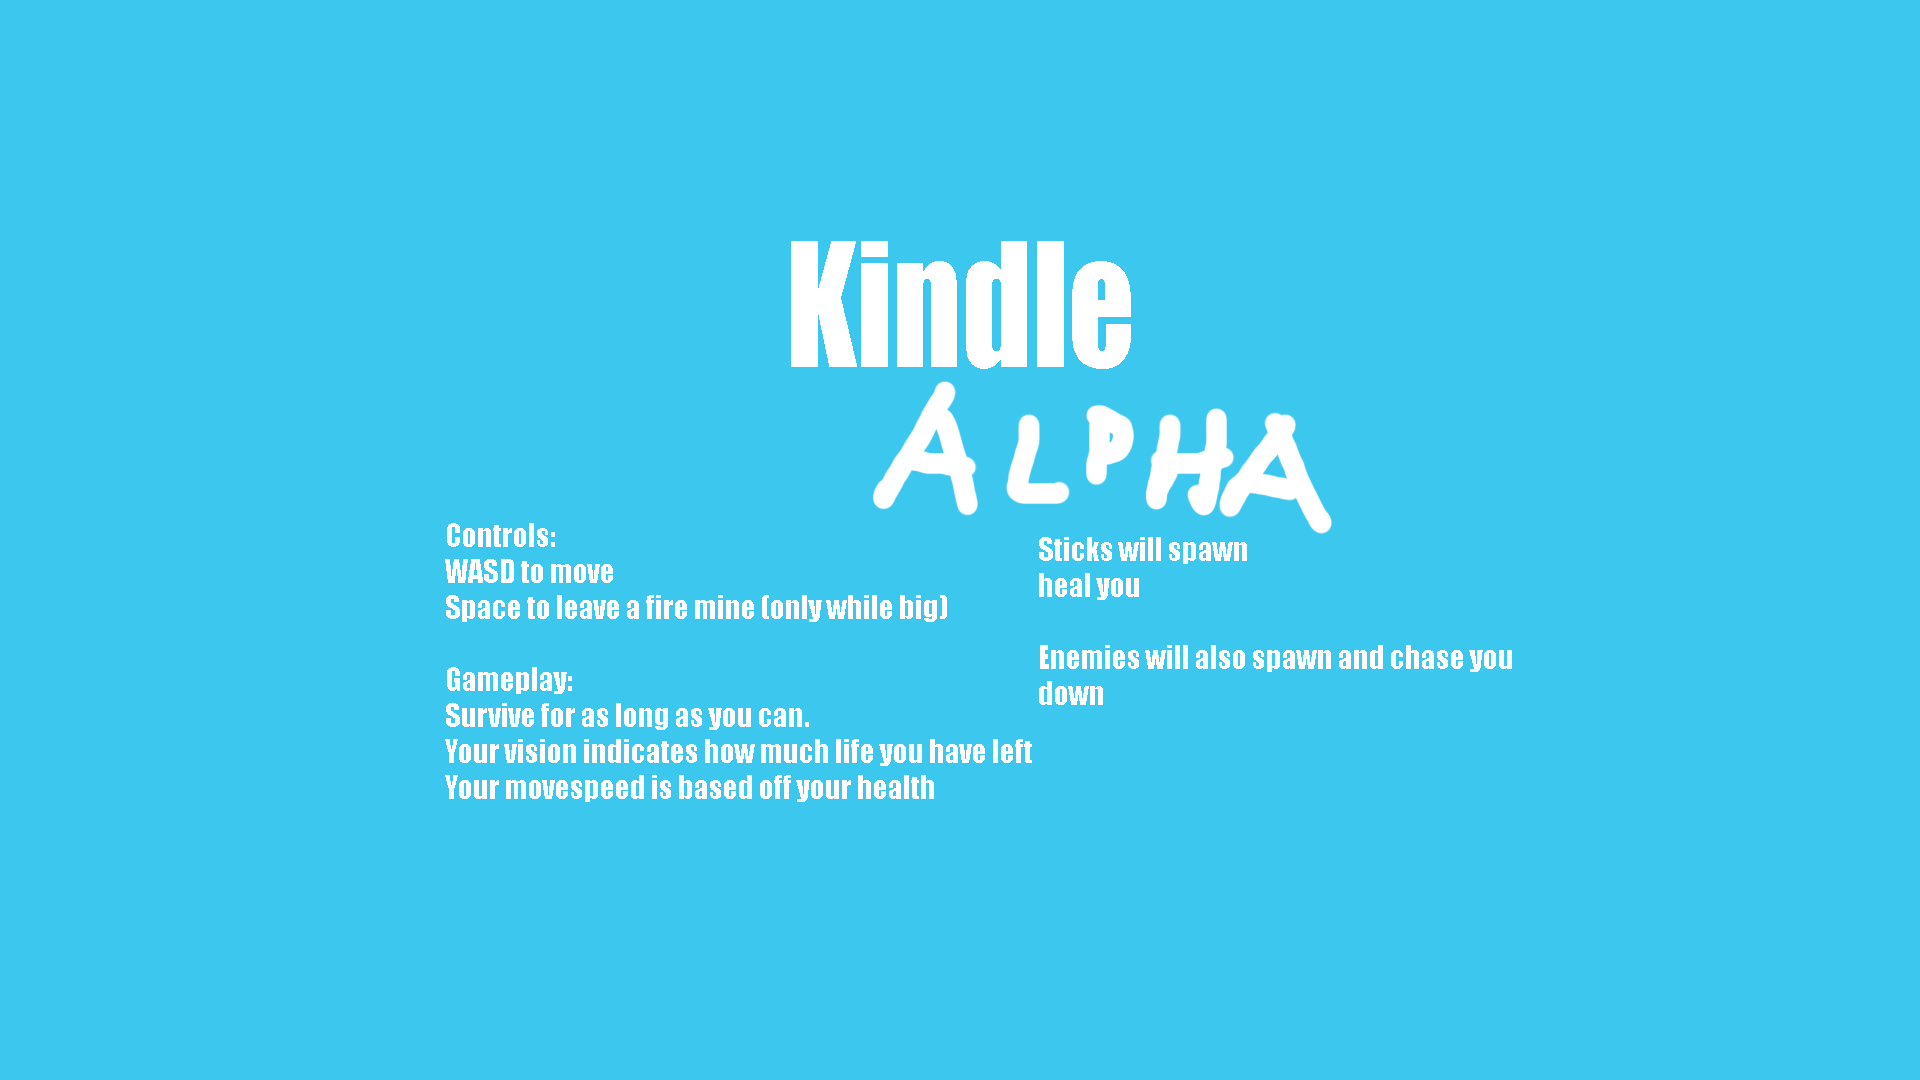 Kindle
ALPHA
Controls:
WASD to move
Space to leave a fire mine (only while big)
Gameplay:
Survive for as long as you can.
Your vision indicates how much life you have left
Your movespeed is based off your health
Sticks will spawn
heal you
Enemies will also spawn and chase you
down